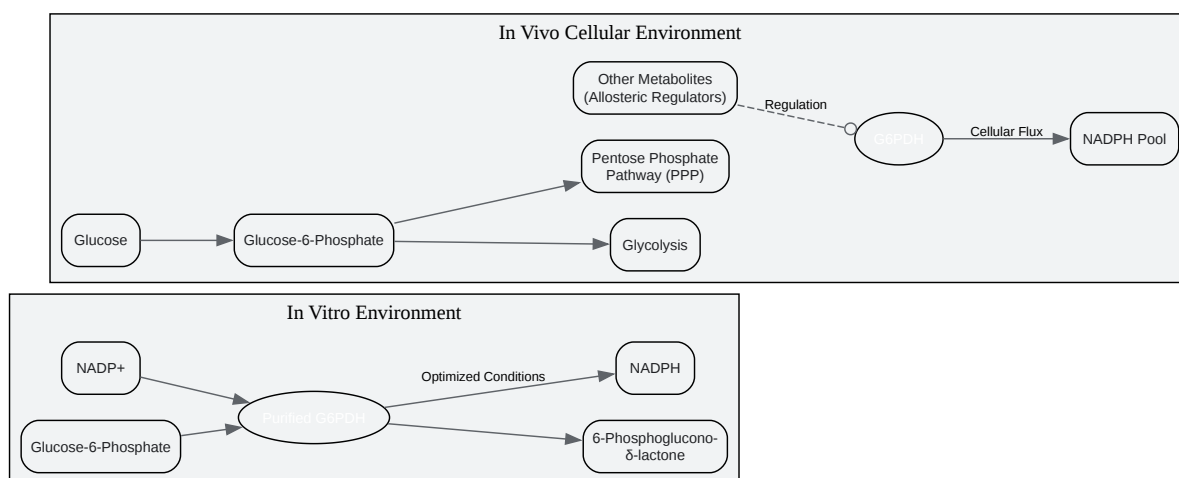 In Vivo Cellular Environment
Other Metabolites
(Allosteric Regulators)
Regulation
G6PDH
Cellular Flux
NADPH Pool
Pentose Phosphate
Pathway (PPP)
Glucose
Glucose-6-Phosphate
Glycolysis
In Vitro Environment
NADP+
Optimized Conditions
NADPH
Purified G6PDH
Glucose-6-Phosphate
6-Phosphoglucono-
δ-lactone